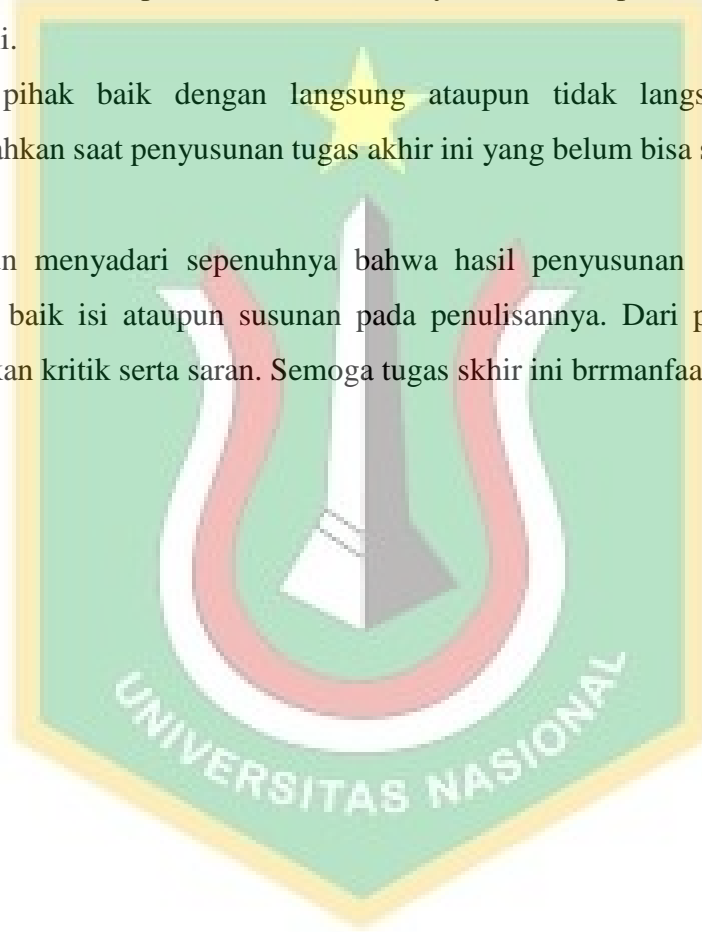 i.
pihak baik dengan langsung ataupun tidak langs
ahkan saat penyusunan tugas akhir ini yang belum bisa s
n menyadari sepenuhnya bahwa hasil penyusunan
baik isi ataupun susunan pada penulisannya. Dari p
kan kritik serta saran. Semoga tugas skhir ini brrmanfaa
UNIVERSITAS NASIONAL